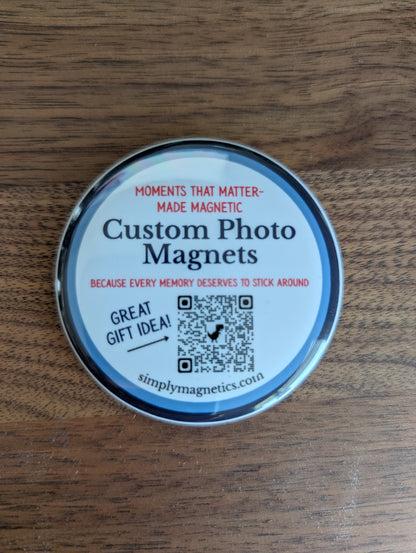 MOMENTS THAT MATTER-
MADE MAGNETIC
Custom Photo
Magnets
BECAUSE EVERY MEMORY DESERVES TO STICK AROUND
GREAT
GIFT IDEA!
simplymagnetics.com